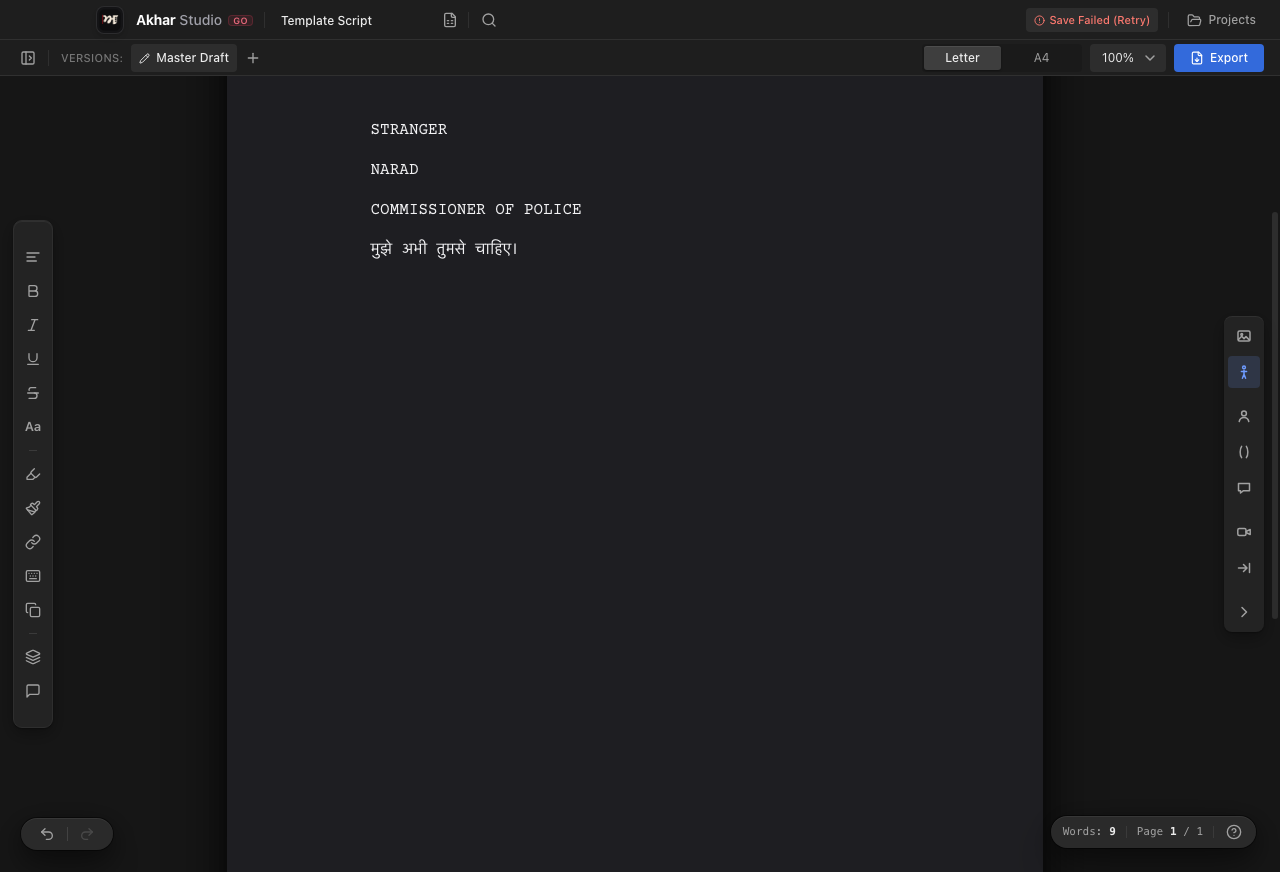 Akhar Studio GO
Template Script
Save Failed (Retry)
Projects
VERSIONS:
Master Draft
Letter
A4
100%
Export
STRANGER
NARAD
COMMISSIONER OF POLICE
मुझे अभी तुमसे चाहिए।
B
I
U
S
Aa
Words: 9
Page 1 / 1